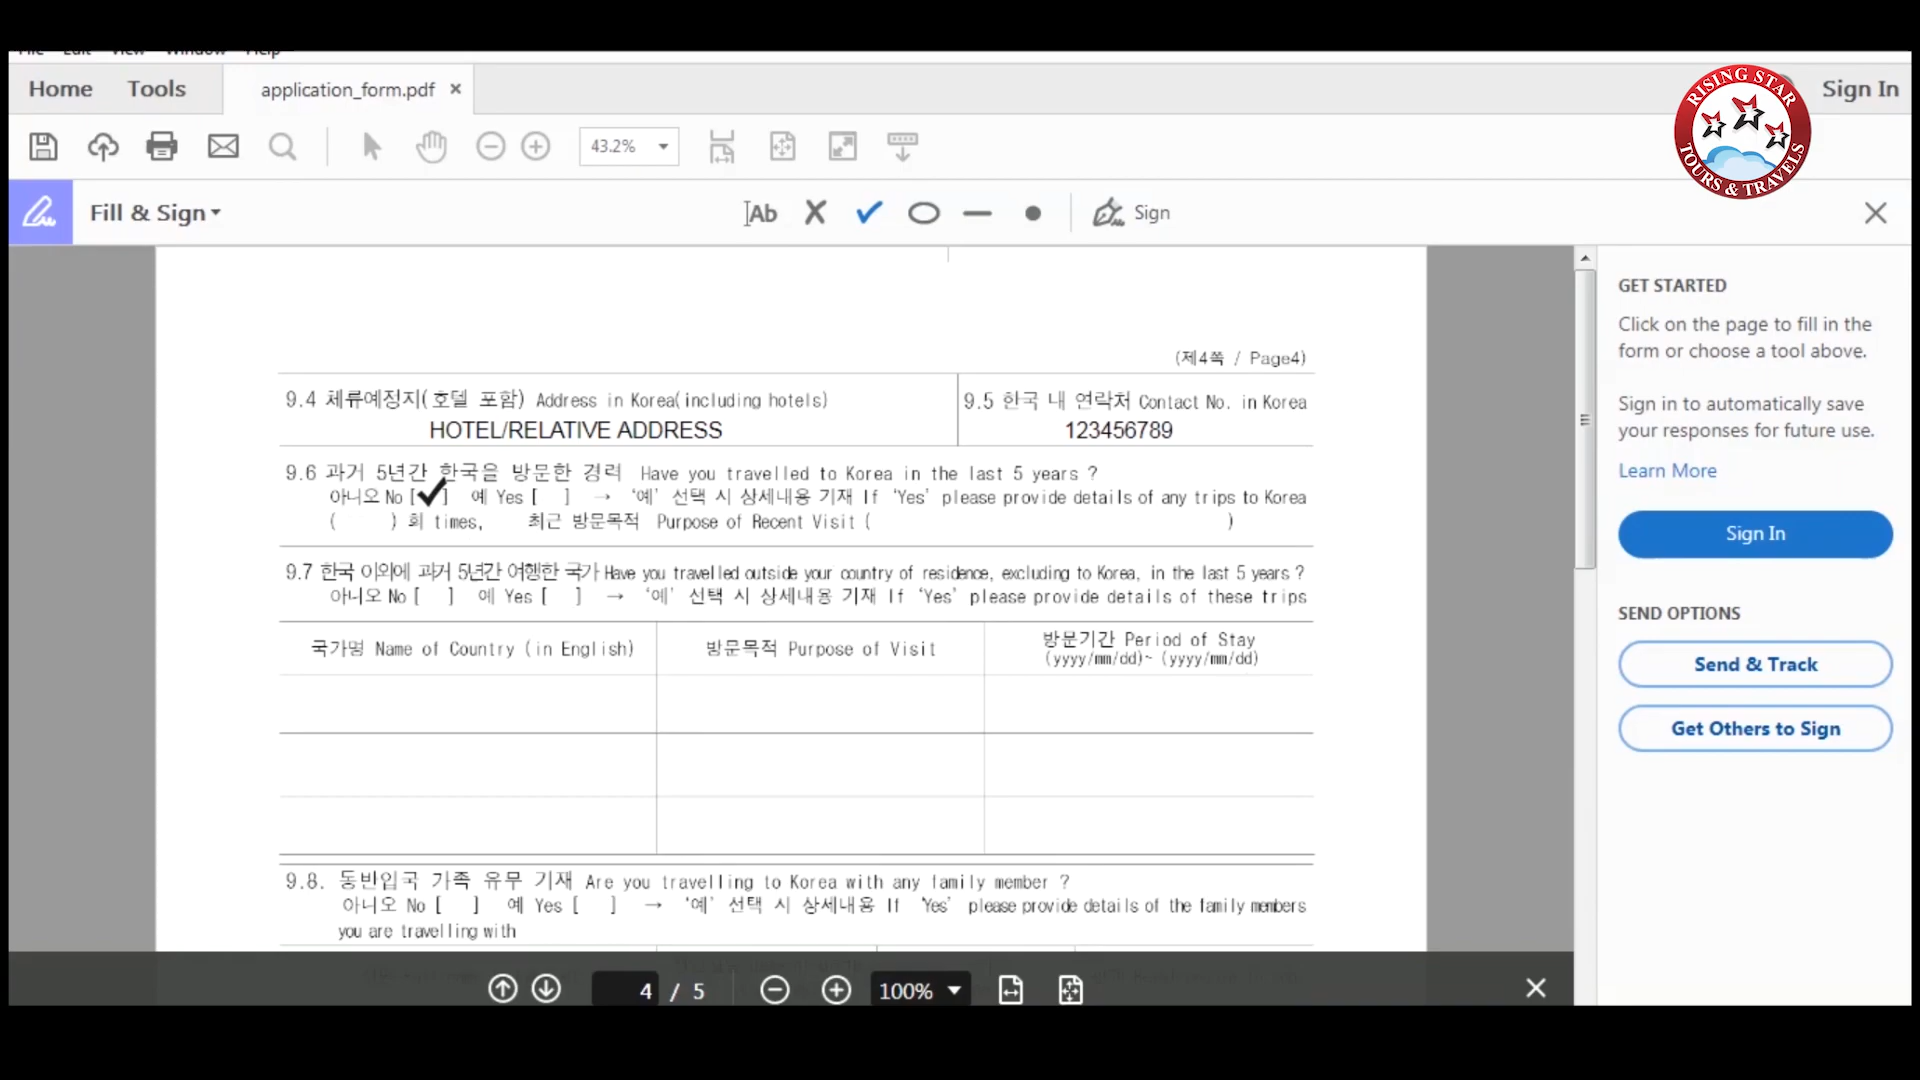 File Edit View Window Help
Home Tools application_form.pdf × Sign In
RISING STAR
TOURS & TRAVELS
43.2%
Fill & Sign Ab Sign
GET STARTED
Click on the page to fill in the
form or choose a tool above.
Sign in to automatically save
your responses for future use.
Learn More
Sign In
SEND OPTIONS
Send & Track
Get Others to Sign
(제4쪽 / Page4)
9.4 체류예정지(호텔 포함) Address in Korea(including hotels)
HOTEL/RELATIVE ADDRESS
9.5 한국 내 연락처 Contact No. in Korea
123456789
9.6 과거 5년간 한국을 방문한 경력 Have you travelled to Korea in the last 5 years ?
아니오 No [✓] 예 Yes [ ] → ‘예’ 선택 시 상세내용 기재 If ‘Yes’ please provide details of any trips to Korea
( ) 회 times, 최근 방문목적 Purpose of Recent Visit ( )
9.7 한국 이외에 과거 5년간 여행한 국가 Have you travelled outside your country of residence, excluding to Korea, in the last 5 years ?
아니오 No [ ] 예 Yes [ ] → ‘예’ 선택 시 상세내용 기재 If ‘Yes’ please provide details of these trips
국가명 Name of Country (in English) 방문목적 Purpose of Visit 방문기간 Period of Stay
(yyyy/mm/dd)~ (yyyy/mm/dd)
9.8. 동반입국 가족 유무 기재 Are you travelling to Korea with any family member ?
아니오 No [ ] 예 Yes [ ] → ‘예’ 선택 시 상세내용 기재 If ‘Yes’ please provide details of the family members
you are travelling with
4 / 5 100%